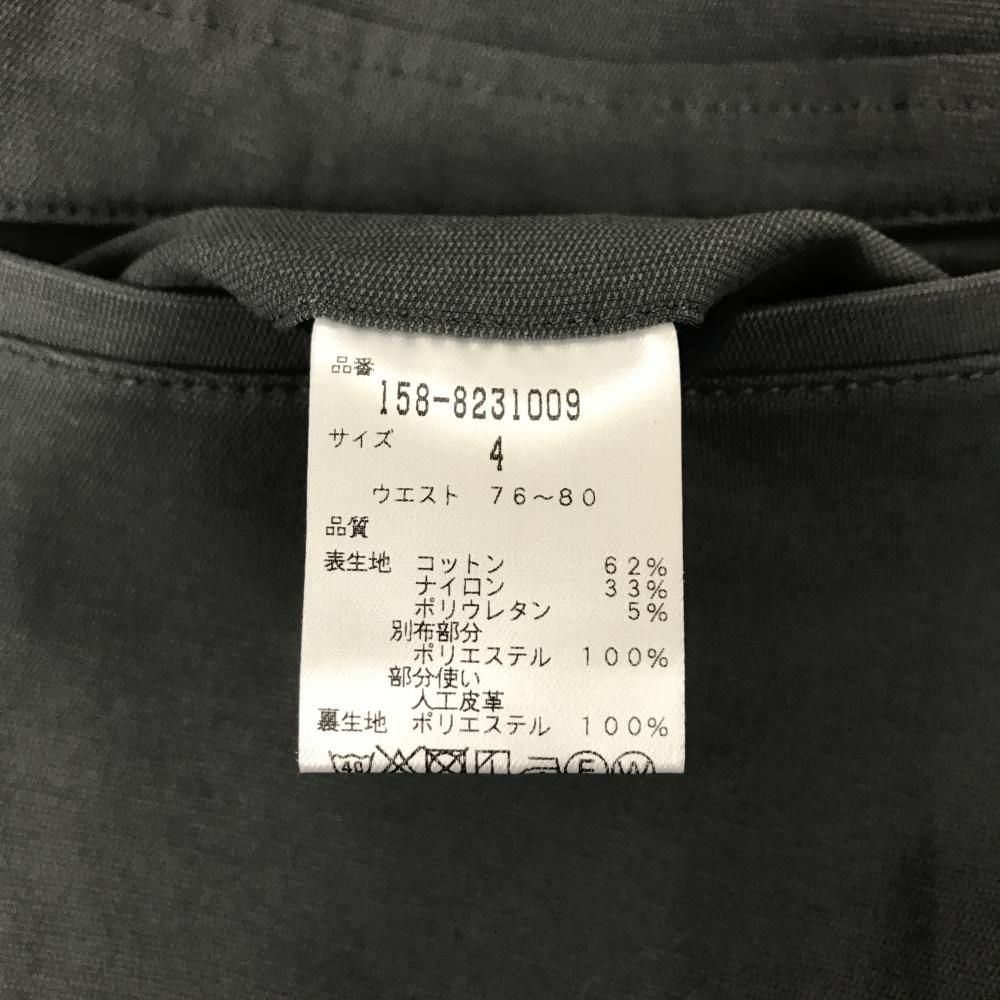 品番
158-8231009
サイズ
4
ウエスト 76～80
品質
表生地 コットン 62%
ナイロン 33%
ポリウレタン 5%
別布部分
ポリエステル 100%
部分使い
人工皮革
裏生地 ポリエステル 100%
40 F W